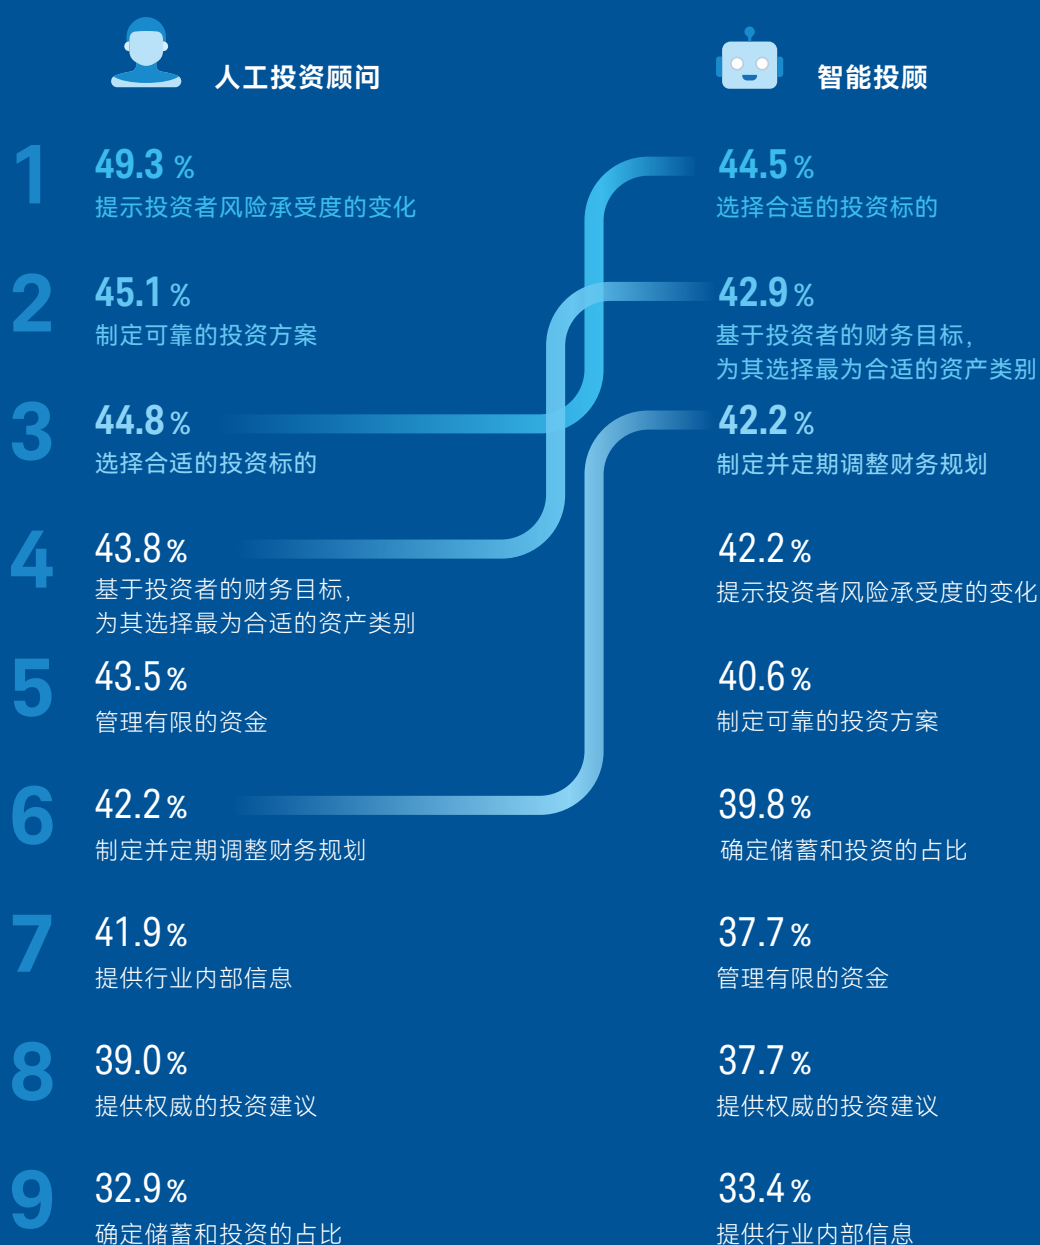 人工投资顾问
智能投顾
1
49.3 %
提示投资者风险承受度的变化
44.5 %
选择合适的投资标的
2
45.1 %
制定可靠的投资方案
42.9 %
基于投资者的财务目标，
为其选择最为合适的资产类别
3
44.8 %
选择合适的投资标的
42.2 %
制定并定期调整财务规划
4
43.8 %
基于投资者的财务目标，
为其选择最为合适的资产类别
42.2 %
提示投资者风险承受度的变化
5
43.5 %
管理有限的资金
40.6 %
制定可靠的投资方案
6
42.2 %
制定并定期调整财务规划
39.8 %
确定储蓄和投资的占比
7
41.9 %
提供行业内部信息
37.7 %
管理有限的资金
8
39.0 %
提供权威的投资建议
37.7 %
提供权威的投资建议
9
32.9 %
确定储蓄和投资的占比
33.4 %
提供行业内部信息